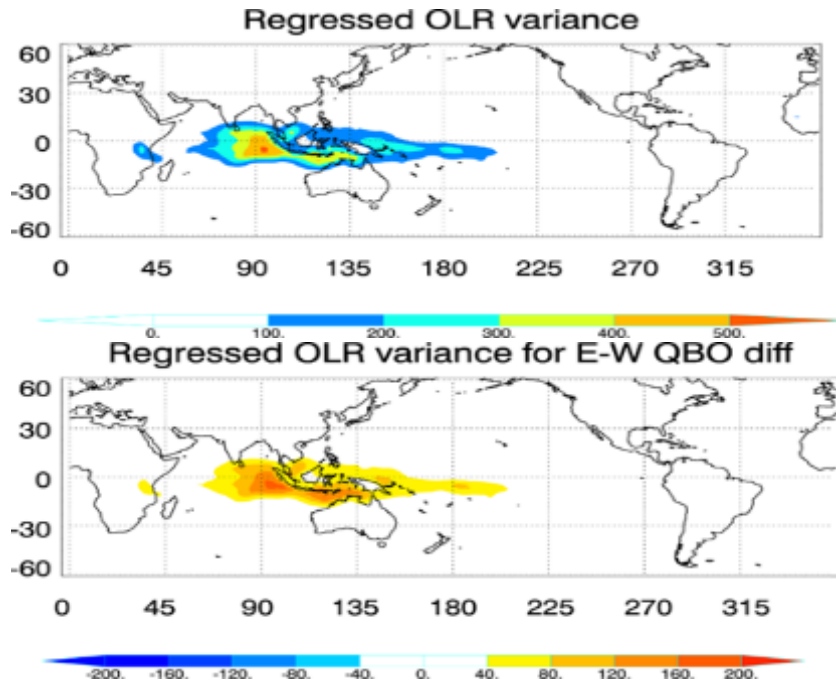 Regressed OLR variance
60
30
0
-30
-60
0 45 90 135 180 225 270 315
0. 100. 200. 300. 400. 500.
Regressed OLR variance for E-W QBO diff
60
30
0
-30
-60
0 45 90 135 180 225 270 315
-200. -160. -120. -80. -40. 0. 40. 80. 120. 160. 200.